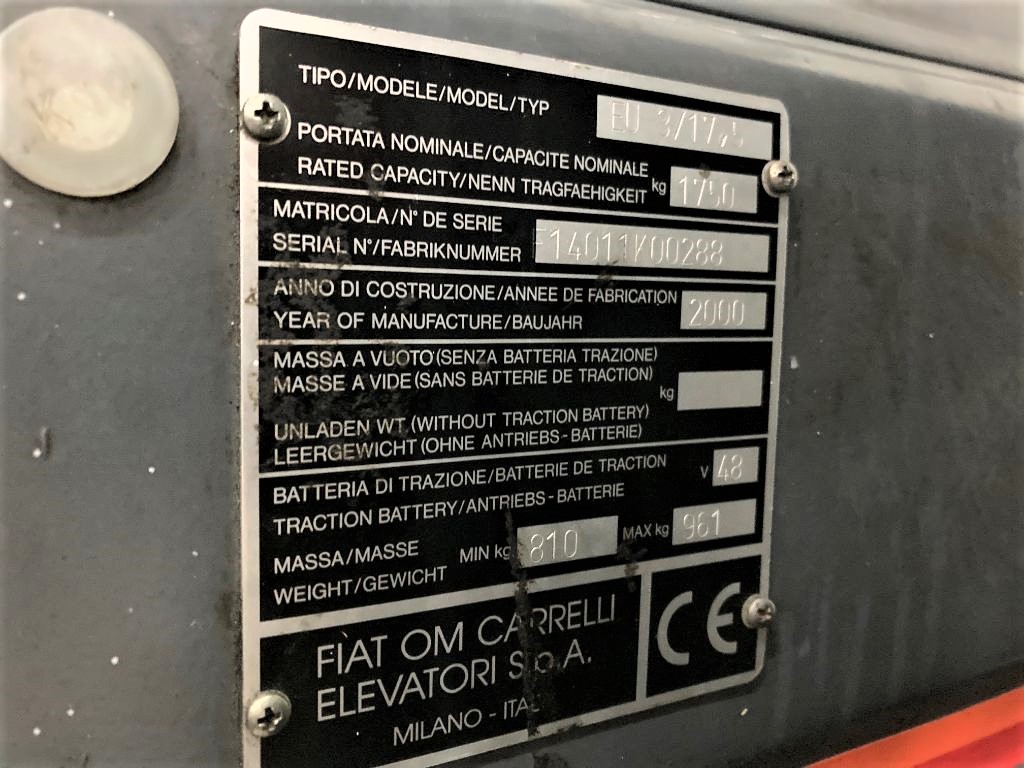 TIPO/MODELE/MODEL/TYP EU 3/17,5
PORTATA NOMINALE/CAPACITE NOMINALE
RATED CAPACITY/NENN TRAGFAEHIGKEIT kg 1750
MATRICOLA/N° DE SERIE
SERIAL N°/FABRIKNUMMER F14011K00288
ANNO DI COSTRUZIONE/ANNEE DE FABRICATION
YEAR OF MANUFACTURE/BAUJAHR 2000
MASSA A VUOTO (SENZA BATTERIA TRAZIONE)
MASSE A VIDE (SANS BATTERIE DE TRACTION)
kg
UNLADEN WT (WITHOUT TRACTION BATTERY)
LEERGEWICHT (OHNE ANTRIEBS-BATTERIE)
BATTERIA DI TRAZIONE/BATTERIE DE TRACTION V 48
TRACTION BATTERY/ANTRIEBS-BATTERIE
MASSA/MASSE MIN kg 810 MAX kg 961
WEIGHT/GEWICHT
FIAT OM CARRELLI
ELEVATORI S.p.A.
MILANO - ITA
CE